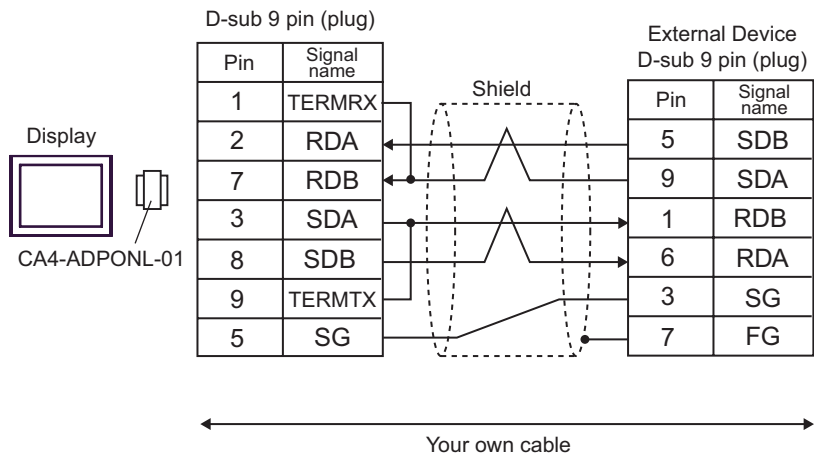 D-sub 9 pin (plug)
Pin Signal name
1 TERMRX
2 RDA
7 RDB
3 SDA
8 SDB
9 TERMTX
5 SG
Display
CA4-ADPONL-01
Shield
External Device
D-sub 9 pin (plug)
Pin Signal name
5 SDB
9 SDA
1 RDB
6 RDA
3 SG
7 FG
Your own cable